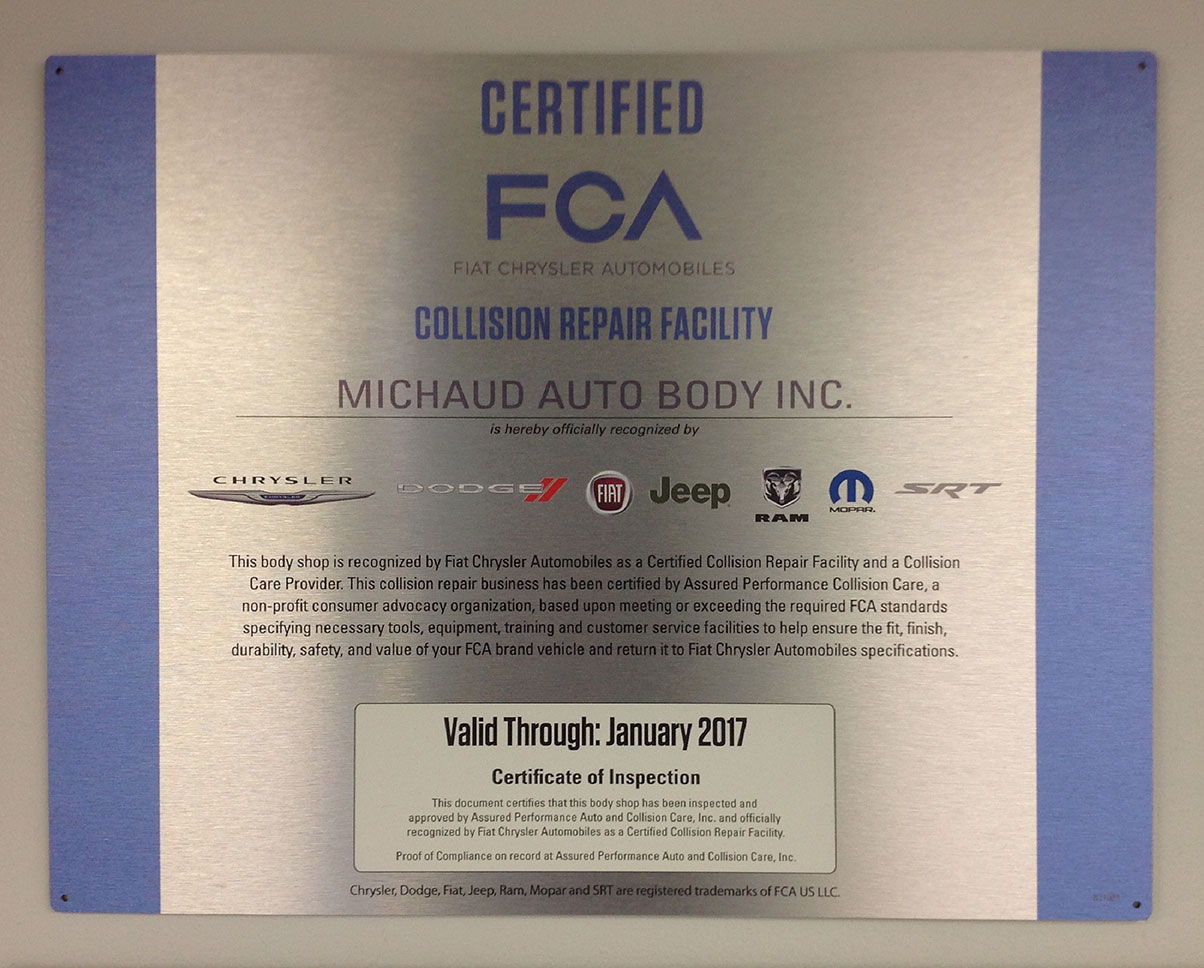 CERTIFIED
FCA
FIAT CHRYSLER AUTOMOBILES
COLLISION REPAIR FACILITY
MICHAUD AUTO BODY INC.
is hereby officially recognized by
CHRYSLER CHRYSLER DODGE FIAT Jeep RAM MOPAR. SRT
This body shop is recognized by Fiat Chrysler Automobiles as a Certified Collision Repair Facility and a Collision
Care Provider. This collision repair business has been certified by Assured Performance Collision Care, a
non-profit consumer advocacy organization, based upon meeting or exceeding the required FCA standards
specifying necessary tools, equipment, training and customer service facilities to help ensure the fit, finish,
durability, safety, and value of your FCA brand vehicle and return it to Fiat Chrysler Automobiles specifications.
Valid Through: January 2017
Certificate of Inspection
This document certifies that this body shop has been inspected and
approved by Assured Performance Auto and Collision Care, Inc. and officially
recognized by Fiat Chrysler Automobiles as a Certified Collision Repair Facility.
Proof of Compliance on record at Assured Performance Auto and Collision Care, Inc.
Chrysler, Dodge, Fiat, Jeep, Ram, Mopar and SRT are registered trademarks of FCA US LLC.